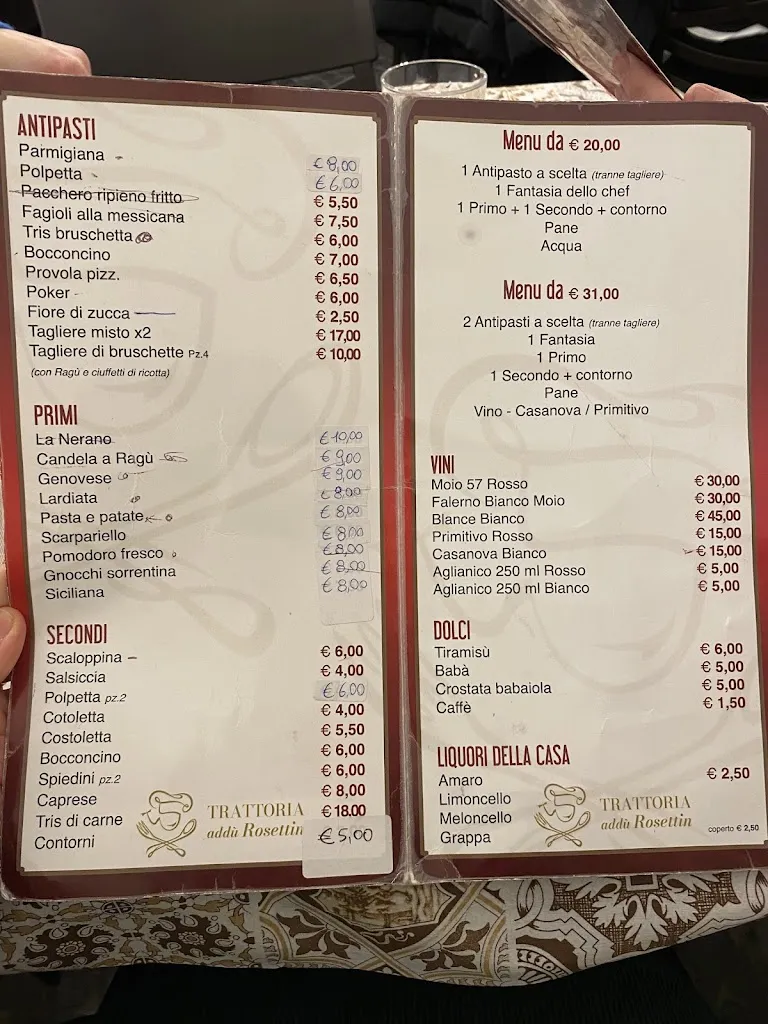 ANTIPASTI
Parmigiana € 8,00
Polpetta € 6,00
Pacchero ripieno fritto € 5,50
Fagioli alla messicana € 7,50
Tris bruschetta € 6,00
Bocconcino € 7,00
Provola pizz. € 6,50
Poker € 6,00
Fiore di zucca € 2,50
Tagliere misto x2 € 17,00
Tagliere di bruschette Pz.4 € 10,00
(con Ragù e ciuffetti di ricotta)
PRIMI
La Nerano € 10,00
Candela a Ragù € 9,00
Genovese € 9,00
Lardiata € 8,00
Pasta e patate € 8,00
Scarpariello € 8,00
Pomodoro fresco € 8,00
Gnocchi sorrentina € 8,00
Siciliana € 8,00
SECONDI
Scaloppina € 6,00
Salsiccia € 4,00
Polpetta pz.2 € 6,00
Cotoletta € 4,00
Costoletta € 5,50
Bocconcino € 6,00
Spiedini pz.2 € 6,00
Caprese € 8,00
Tris di carne € 18.00
Contorni € 5,00
TRATTORIA
addù Rosettin
Menu da € 20,00
1 Antipasto a scelta (tranne tagliere)
1 Fantasia dello chef
1 Primo + 1 Secondo + contorno
Pane
Acqua
Menu da € 31,00
2 Antipasti a scelta (tranne tagliere)
1 Fantasia
1 Primo
1 Secondo + contorno
Pane
Vino - Casanova / Primitivo
VINI
Moio 57 Rosso € 30,00
Falerno Bianco Moio € 30,00
Blance Bianco € 45,00
Primitivo Rosso € 15,00
Casanova Bianco € 15,00
Aglianico 250 ml Rosso € 5,00
Aglianico 250 ml Bianco € 5,00
DOLCI
Tiramisù € 6,00
Babà € 5,00
Crostata babaiola € 5,00
Caffè € 1,50
LIQUORI DELLA CASA
Amaro € 2,50
Limoncello
Meloncello
Grappa
TRATTORIA
addù Rosettin
coperto € 2,50